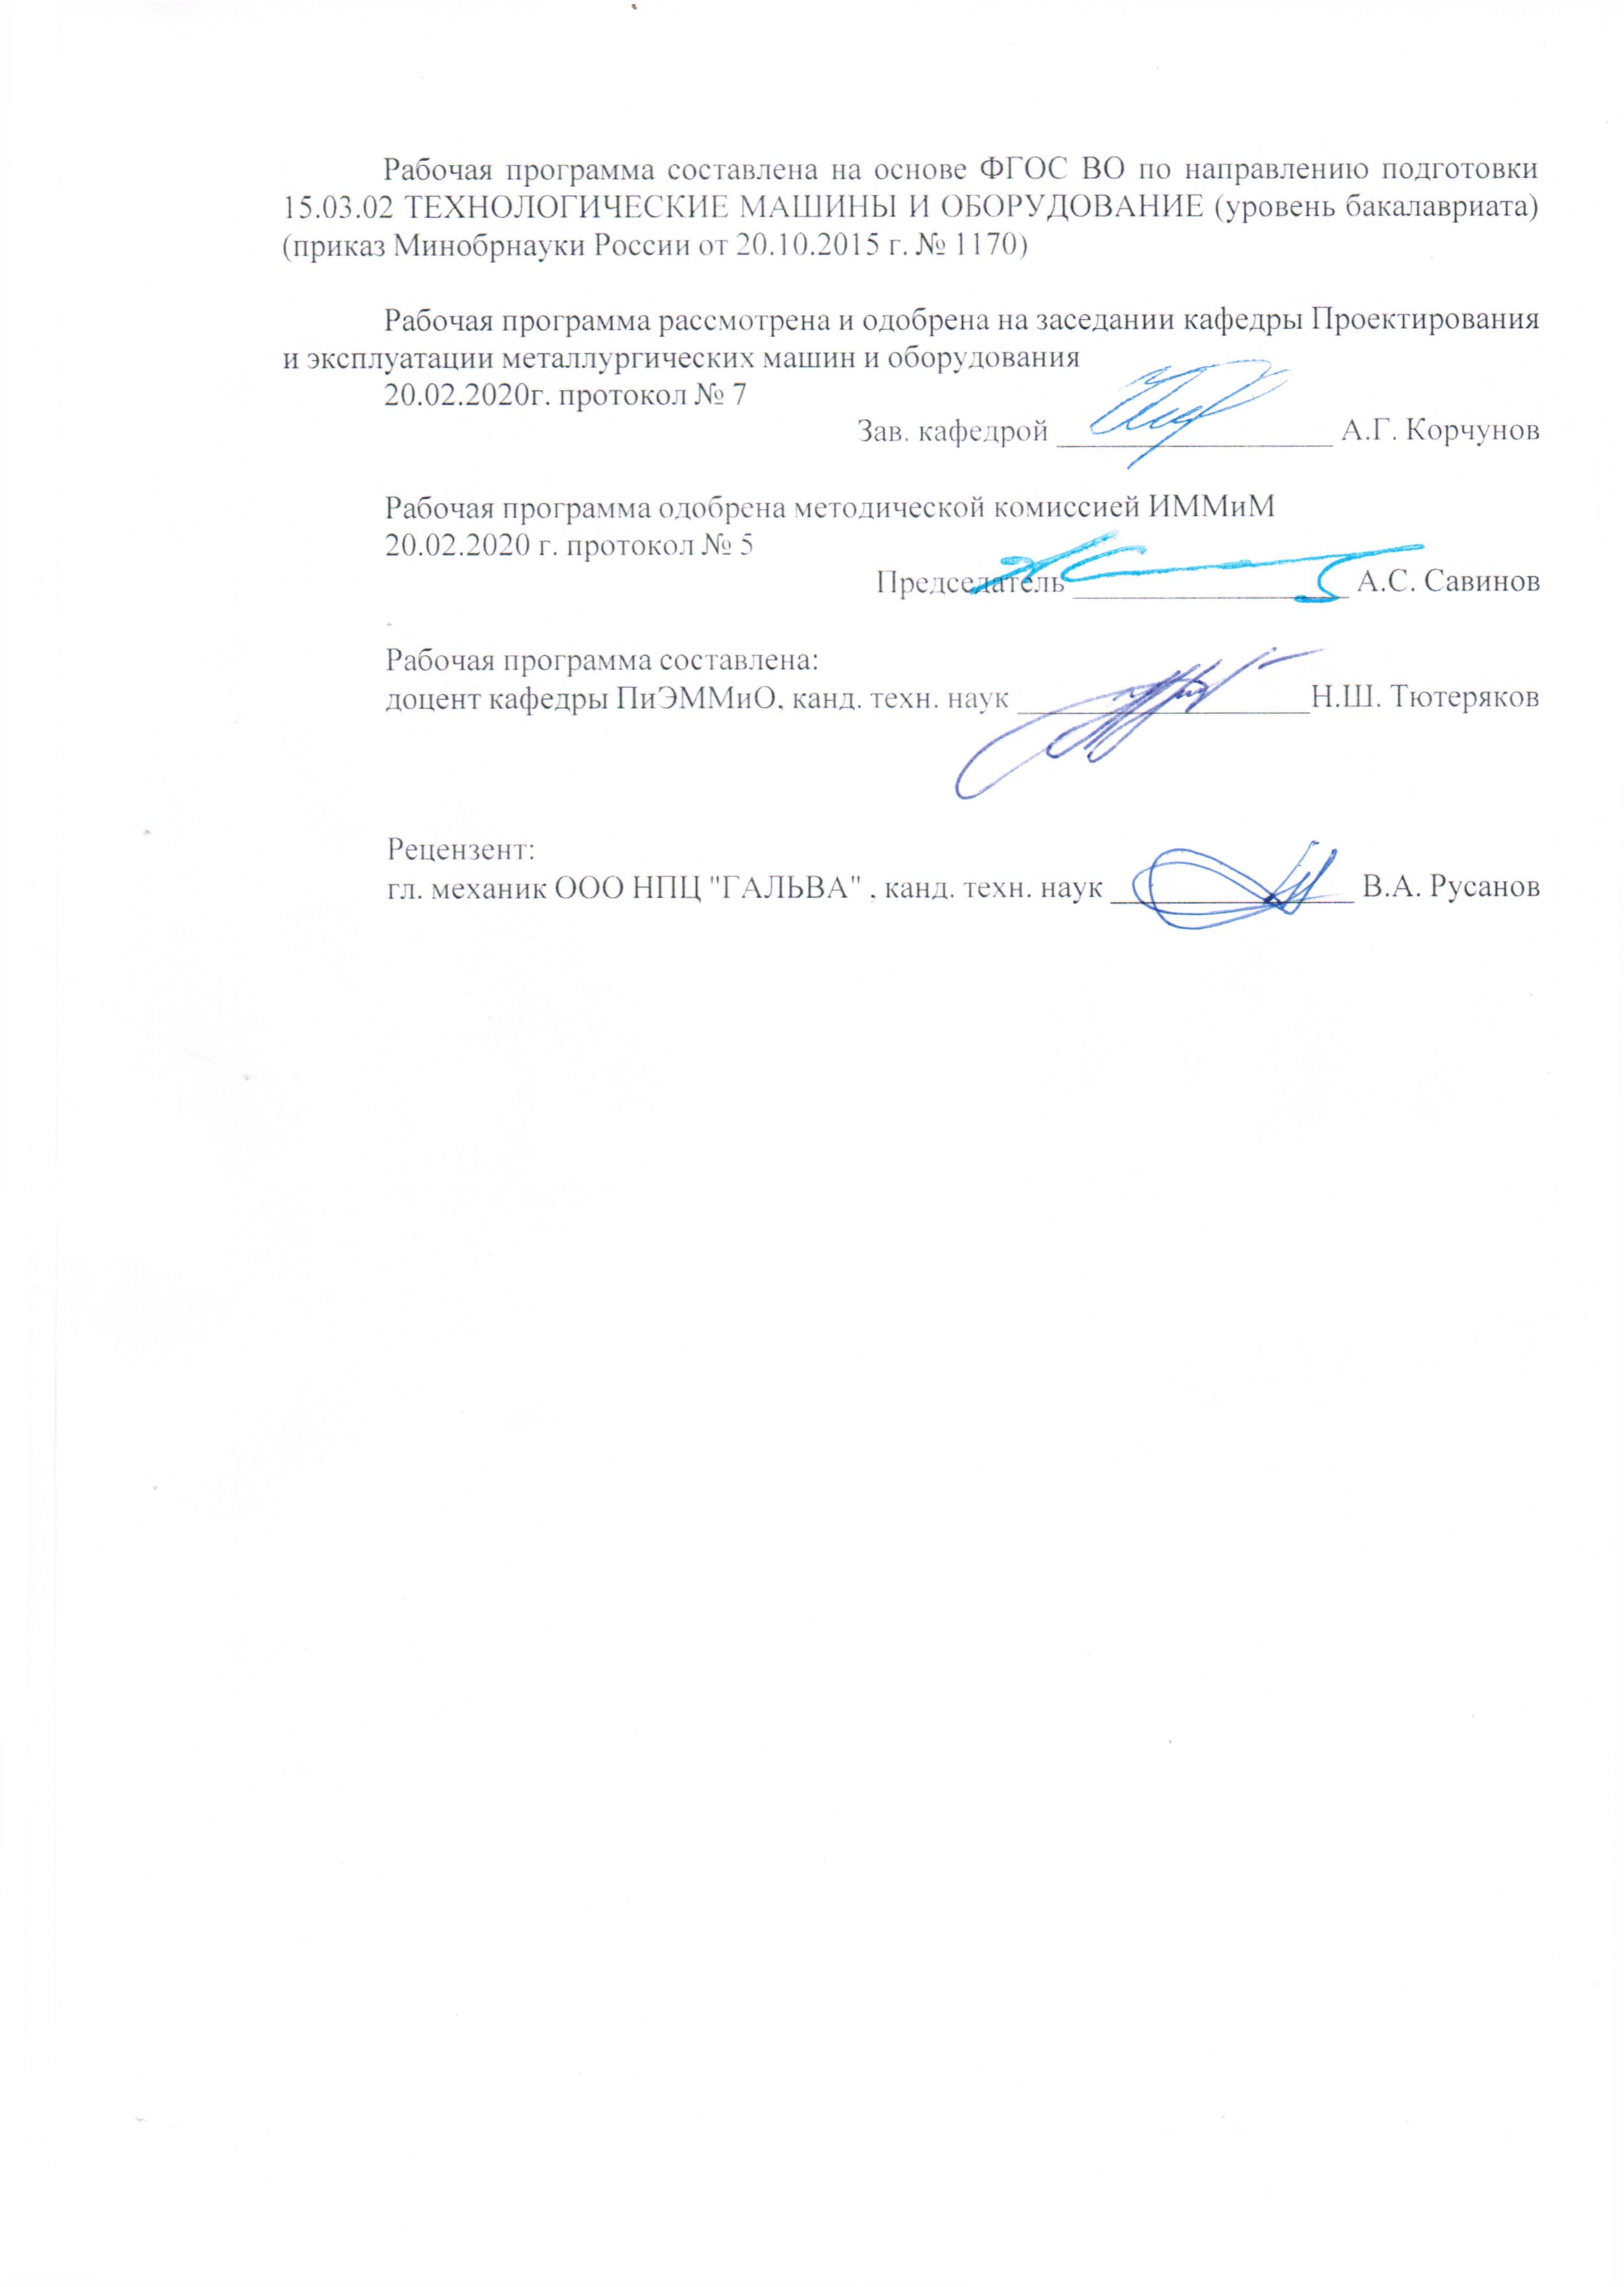 Рабочая программа составлена на основе ФГОС ВО по направлению подготовки
15.03.02 ТЕХНОЛОГИЧЕСКИЕ МАШИНЫ И ОБОРУДОВАНИЕ (уровень бакалавриата)
(приказ Минобрнауки России от 20.10.2015 г. № 1170)
Рабочая программа рассмотрена и одобрена на заседании кафедры Проектирования
и эксплуатации металлургических машин и оборудования
20.02.2020г. протокол № 7
Зав. кафедрой _________________ А.Г. Корчунов
Рабочая программа одобрена методической комиссией ИММиМ
20.02.2020 г. протокол № 5
Председатель _________________ А.С. Савинов
Рабочая программа составлена:
доцент кафедры ПиЭММиО, канд. техн. наук __________________Н.Ш. Тютеряков
Рецензент:
гл. механик ООО НПЦ "ГАЛЬВА" , канд. техн. наук _______________ В.А. Русанов